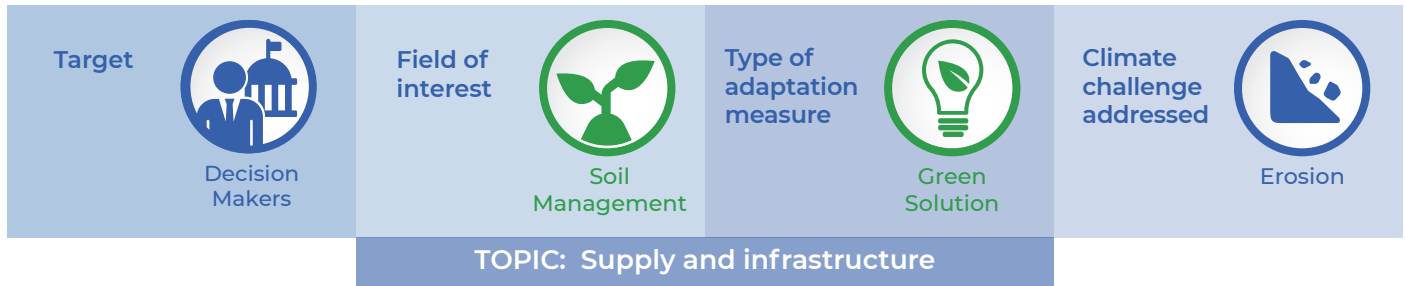 Target
Decision
Makers
Field of
interest
Soil
Management
Type of
adaptation
measure
Green
Solution
Climate
challenge
addressed
Erosion
TOPIC: Supply and infrastructure